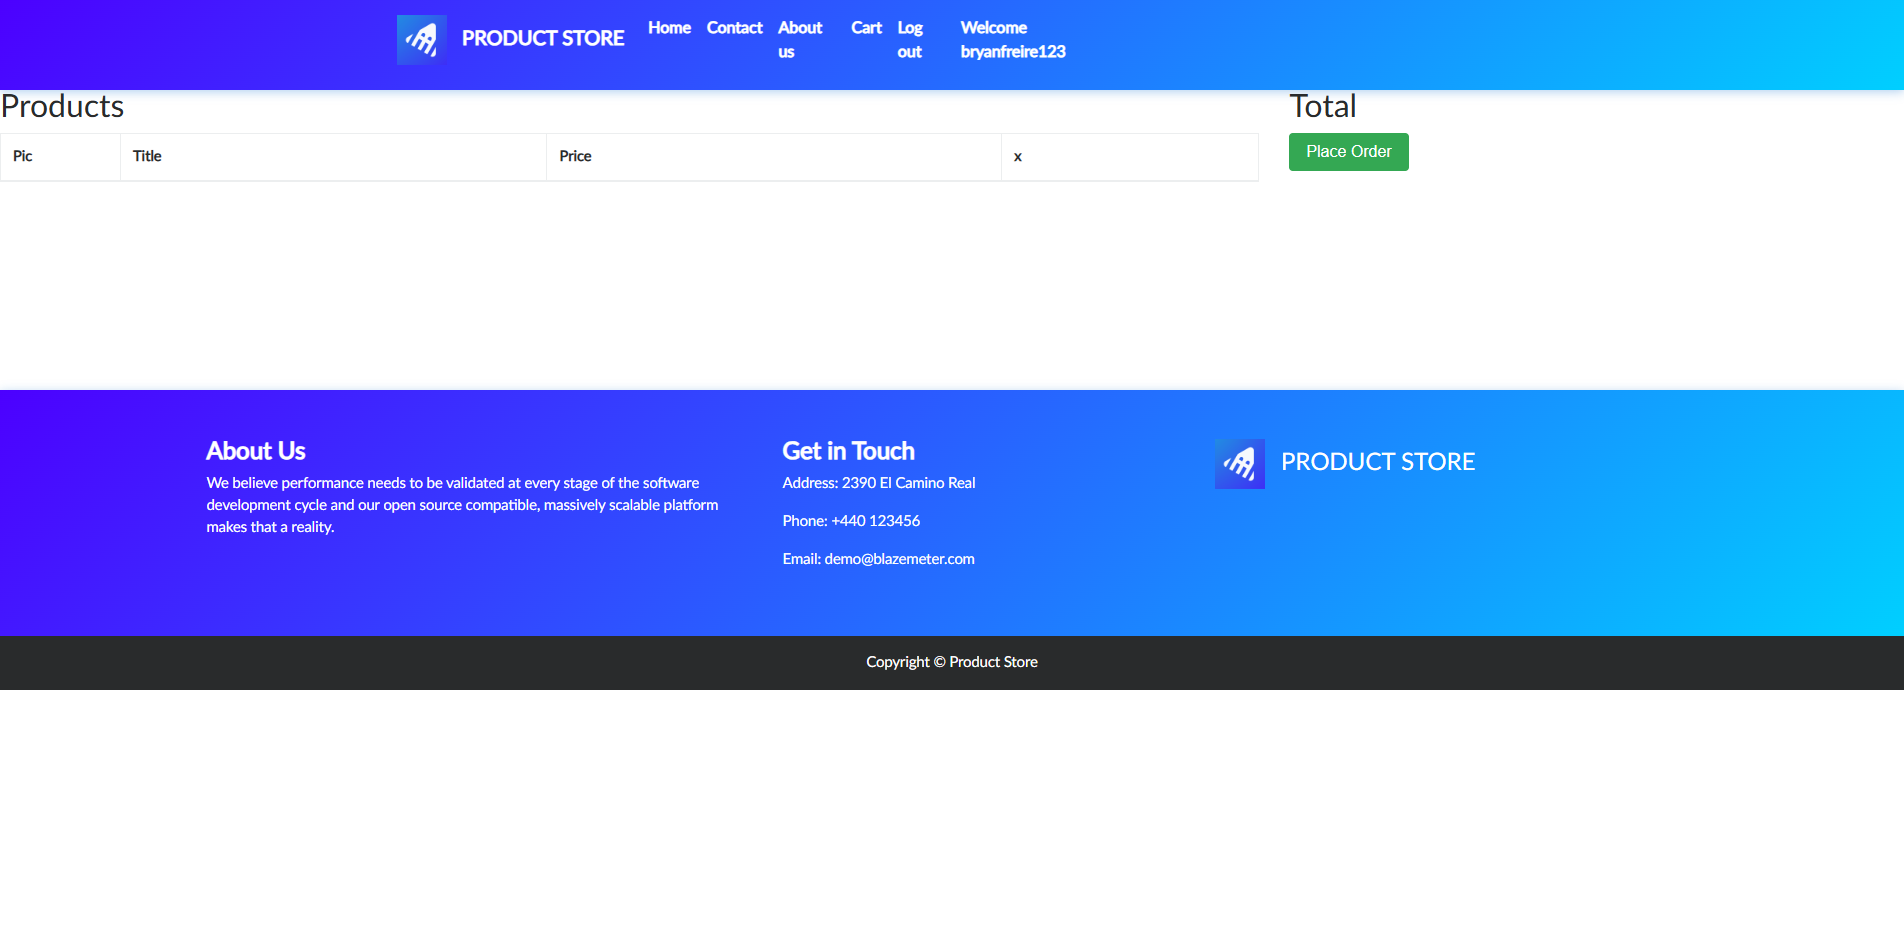 PRODUCT STORE
Home
Contact
About
us
Cart
Log
out
Welcome
bryanfreire123
Products
Pic
Title
Price
x
Total
Place Order
About Us
We believe performance needs to be validated at every stage of the software
development cycle and our open source compatible, massively scalable platform
makes that a reality.
Get in Touch
Address: 2390 El Camino Real
Phone: +440 123456
Email: demo@blazemeter.com
PRODUCT STORE
Copyright © Product Store